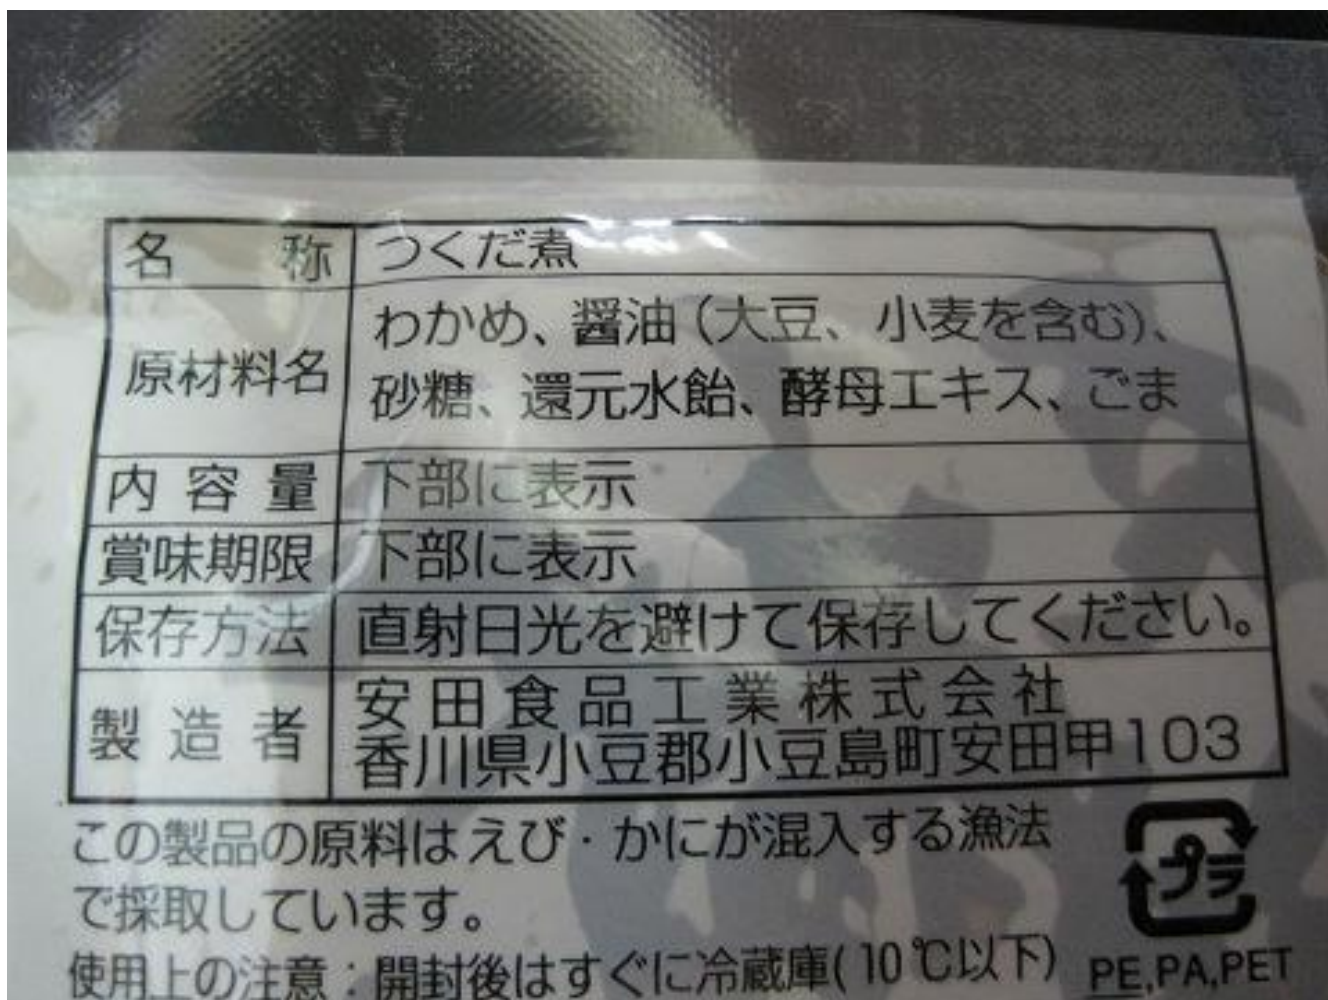 名称 つくだ煮
原材料名 わかめ、醤油(大豆、小麦を含む)、
砂糖、還元水飴、酵母エキス、ごま
内容量 下部に表示
賞味期限 下部に表示
保存方法 直射日光を避けて保存してください。
製造者 安田食品工業株式会社
香川県小豆郡小豆島町安田甲103
この製品の原料はえび・かにが混入する漁法
で採取しています。
プラ
使用上の注意:開封後はすぐに冷蔵庫(10℃以下)
PE,PA,PET